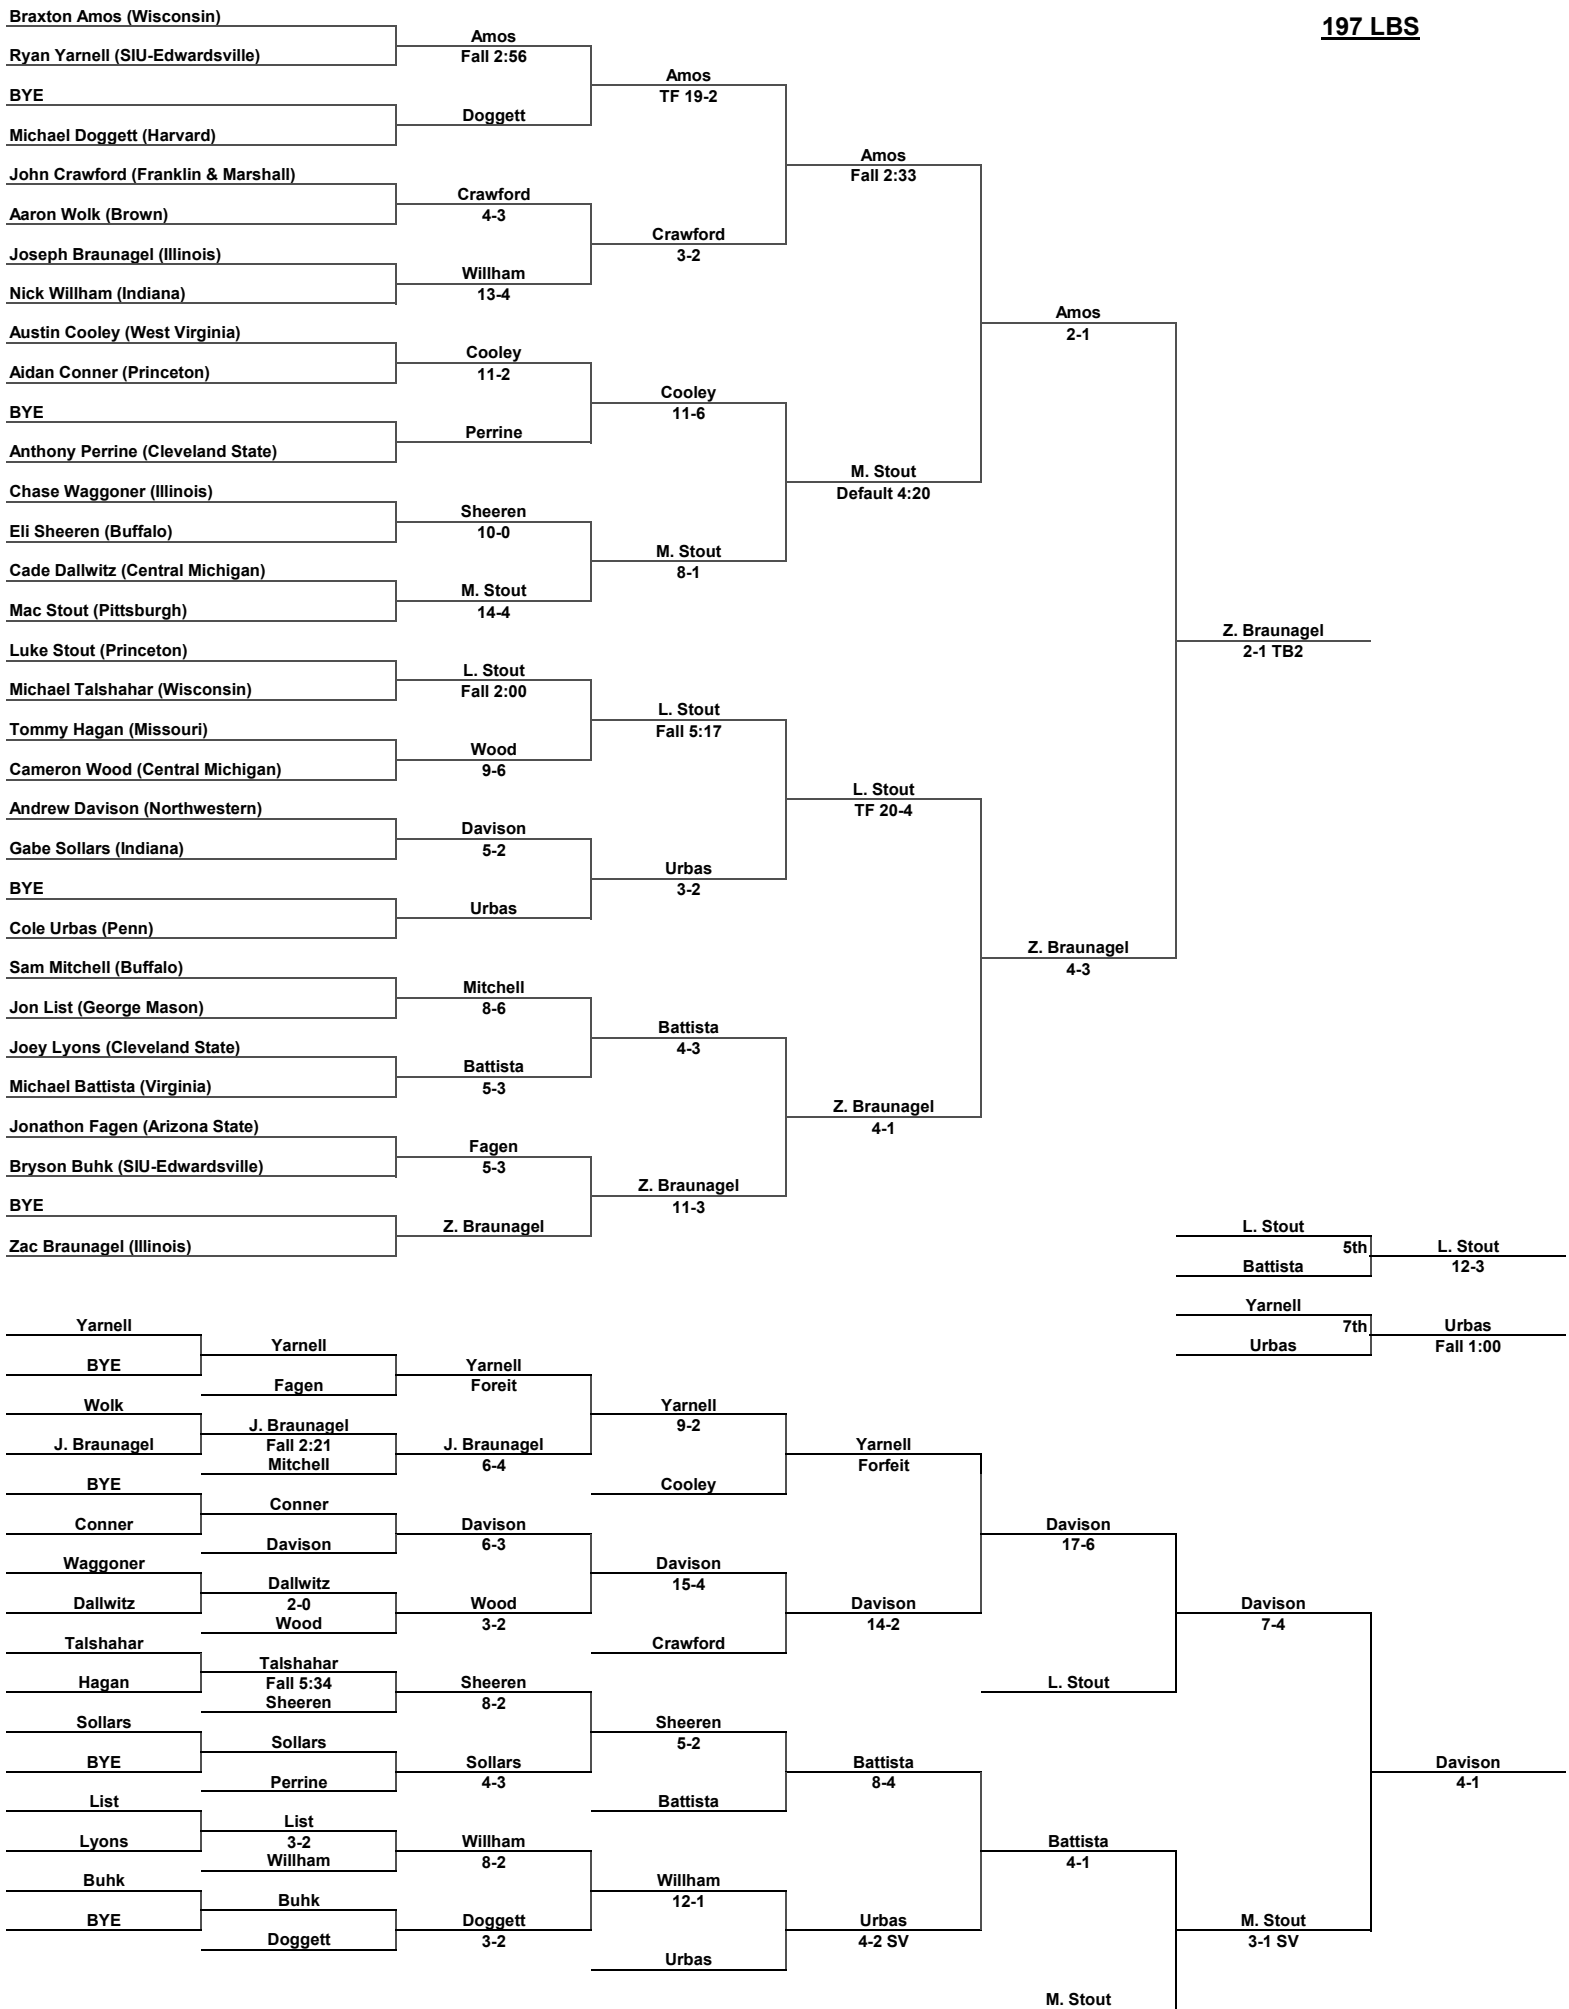 197 LBS
Braxton Amos (Wisconsin)
Ryan Yarnell (SIU-Edwardsville)
BYE
Michael Doggett (Harvard)
John Crawford (Franklin & Marshall)
Aaron Wolk (Brown)
Joseph Braunagel (Illinois)
Nick Willham (Indiana)
Austin Cooley (West Virginia)
Aidan Conner (Princeton)
BYE
Anthony Perrine (Cleveland State)
Chase Waggoner (Illinois)
Eli Sheeren (Buffalo)
Cade Dallwitz (Central Michigan)
Mac Stout (Pittsburgh)
Luke Stout (Princeton)
Michael Talshahar (Wisconsin)
Tommy Hagan (Missouri)
Cameron Wood (Central Michigan)
Andrew Davison (Northwestern)
Gabe Sollars (Indiana)
BYE
Cole Urbas (Penn)
Sam Mitchell (Buffalo)
Jon List (George Mason)
Joey Lyons (Cleveland State)
Michael Battista (Virginia)
Jonathon Fagen (Arizona State)
Bryson Buhk (SIU-Edwardsville)
BYE
Zac Braunagel (Illinois)
Amos
Fall 2:56
Doggett
Crawford
4-3
Willham
13-4
Cooley
11-2
Perrine
Sheeren
10-0
M. Stout
14-4
L. Stout
Fall 2:00
Wood
9-6
Davison
5-2
Urbas
Mitchell
8-6
Battista
5-3
Fagen
5-3
Z. Braunagel
Amos
TF 19-2
Crawford
3-2
Cooley
11-6
M. Stout
8-1
L. Stout
Fall 5:17
Urbas
3-2
Battista
4-3
Z. Braunagel
11-3
Amos
Fall 2:33
M. Stout
Default 4:20
L. Stout
TF 20-4
Z. Braunagel
4-1
Amos
2-1
Z. Braunagel
4-3
Z. Braunagel
2-1 TB2
L. Stout
5th
Battista
L. Stout
12-3
Yarnell
7th
Urbas
Urbas
Fall 1:00
Yarnell
BYE
Wolk
J. Braunagel
BYE
Conner
Waggoner
Dallwitz
Talshahar
Hagan
Sollars
BYE
List
Lyons
Buhk
BYE
Yarnell
Fagen
J. Braunagel
Fall 2:21
Mitchell
Conner
Davison
Dallwitz
2-0
Wood
Talshahar
Fall 5:34
Sheeren
Sollars
Perrine
List
3-2
Willham
Buhk
Doggett
Yarnell
Foreit
J. Braunagel
6-4
Davison
6-3
Wood
3-2
Sheeren
8-2
Sollars
4-3
Willham
8-2
Doggett
3-2
Yarnell
9-2
Cooley
Davison
15-4
Crawford
Sheeren
5-2
Battista
Willham
12-1
Urbas
Yarnell
Forfeit
Davison
14-2
Battista
8-4
Urbas
4-2 SV
Davison
17-6
L. Stout
Battista
4-1
M. Stout
Davison
7-4
M. Stout
3-1 SV
Davison
4-1